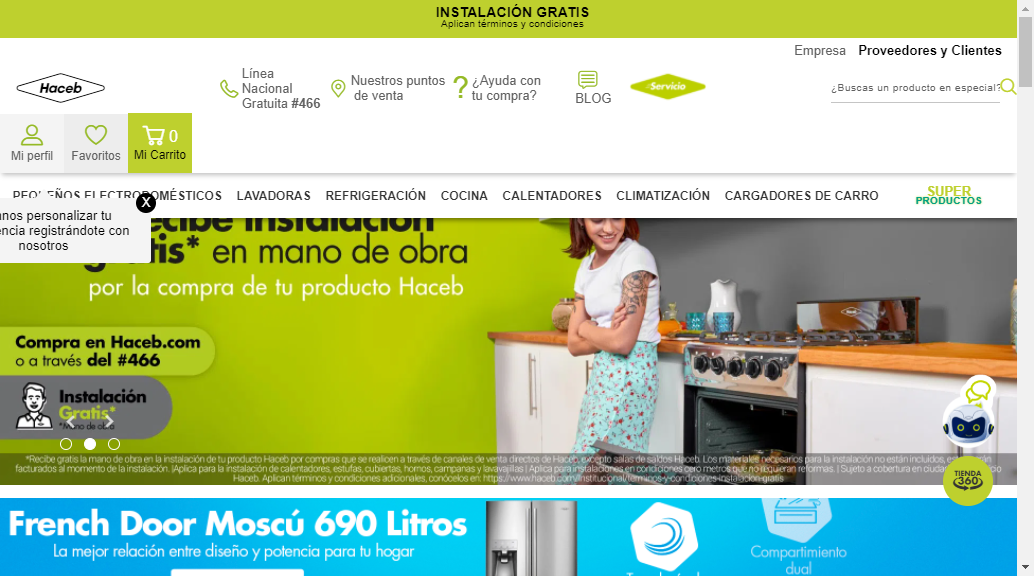 INSTALACIÓN GRATIS
Aplican términos y condiciones
Empresa
Proveedores y Clientes
Haceb
Línea
Nacional
Gratuita #466
Nuestros puntos
de venta
¿Ayuda con
tu compra?
BLOG
Servicio
¿Buscas un producto en especial?
Mi perfil
Favoritos
0
Mi Carrito
PEQUEÑOS ELECTRODOMÉSTICOS
LAVADORAS
REFRIGERACIÓN
COCINA
CALENTADORES
CLIMATIZACIÓN
CARGADORES DE CARRO
SUPER
PRODUCTOS
X
personalizar tu
registrándote con
nosotros
Recibe instalación
gratis* en mano de obra
por la compra de tu producto Haceb
Compra en Haceb.com
o a través del #466
Instalación
Gratis*
*Mano de obra
*Recibe gratis la mano de obra en la instalación de tu producto Haceb por compras que se realicen a través de canales de venta directos de Haceb, excepto salas de saldos Haceb. Los materiales necesarios para la instalación no están incluidos,
facturados al momento de la instalación. |Aplica para la instalación de calentadores, estufas, cubiertas, hornos, campanas y lavavajillas | Aplica para instalaciones en condiciones cero metros que no requieran reformas. | Sujeto a cobertura en
Haceb. Aplican términos y condiciones adicionales, conócelos en: https://www.haceb.com/institucional/terminos-y-condiciones-instalacion-gratis
TIENDA
360
French Door Moscú 690 Litros
La mejor relación entre diseño y potencia para tu hogar
Compartimiento
dual